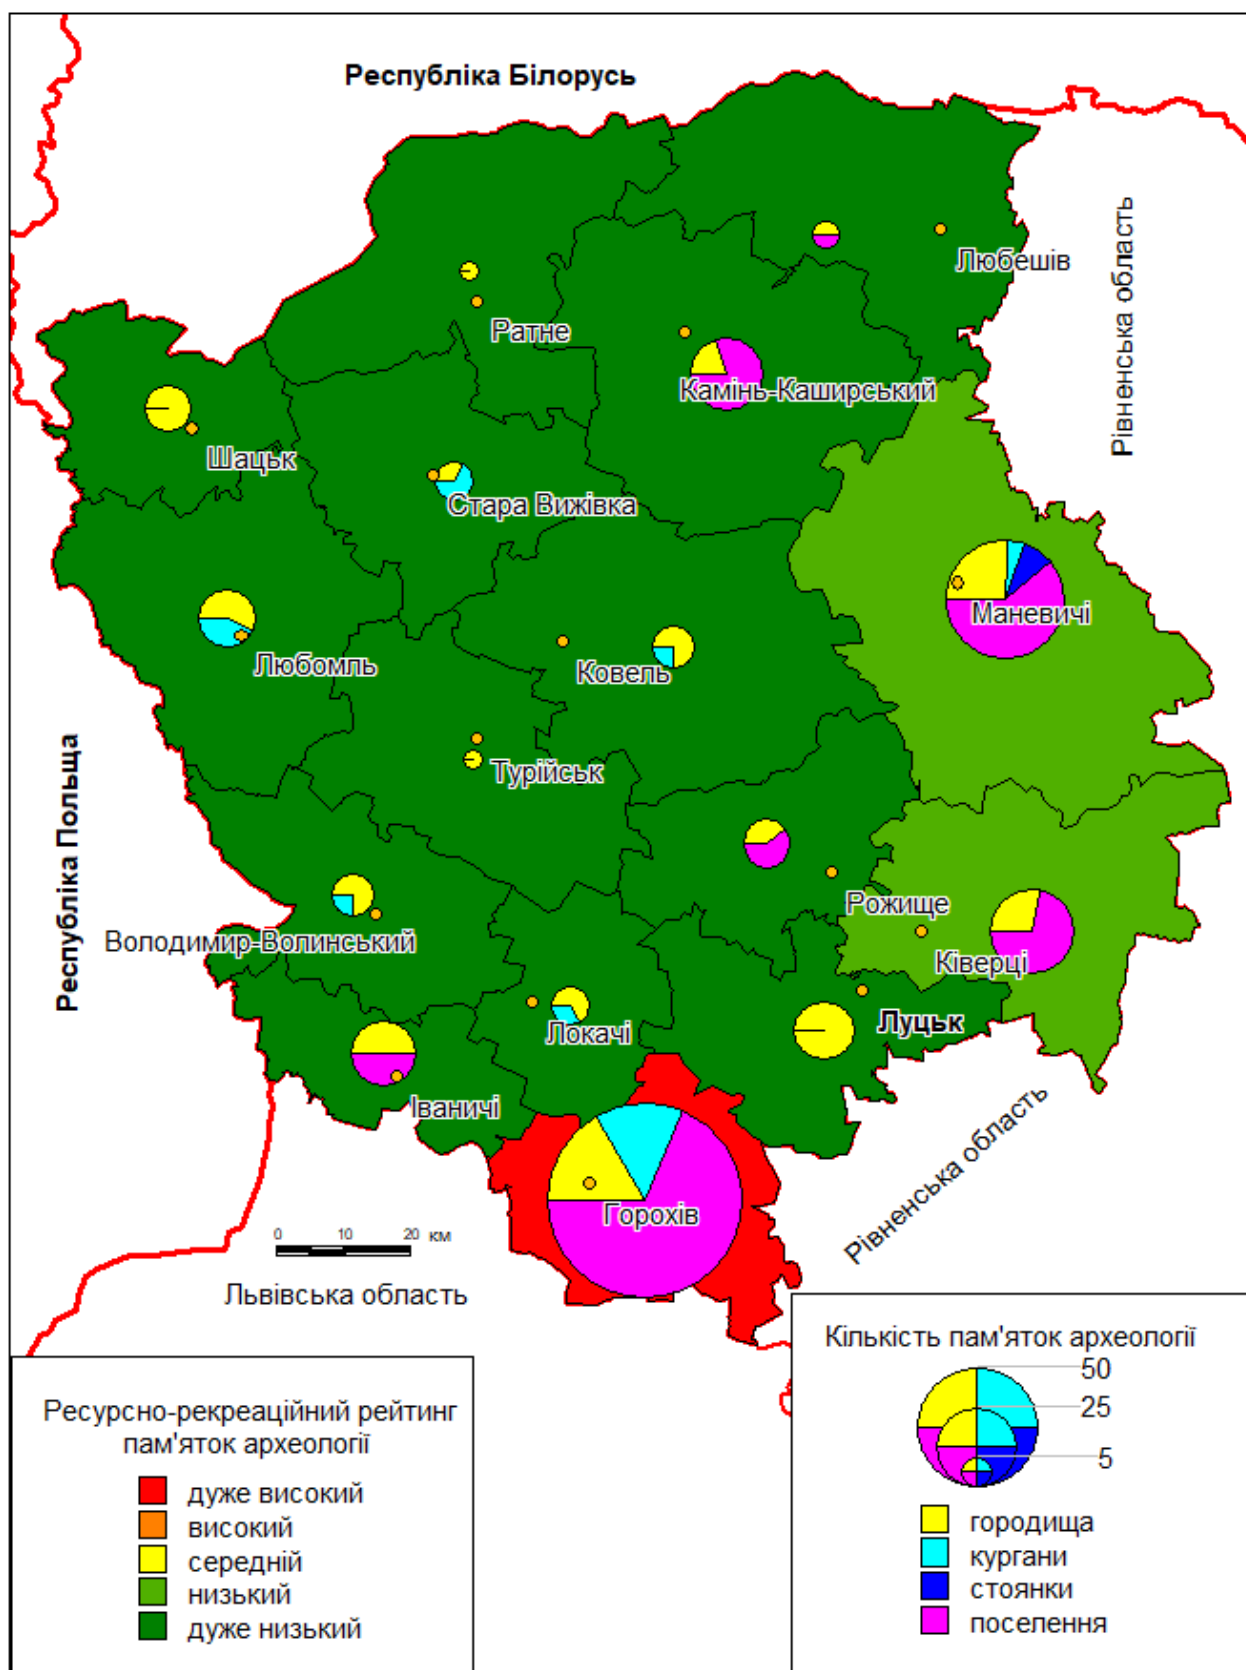 Республіка Білорусь
Рівненська область
Любешів
Ратне
Камінь-Каширський
Шацьк
Стара Вижівка
Маневичі
Любомль
Ковель
Республіка Польща
Турійськ
Рожище
Володимир-Волинський
Ківерці
Локачі
Луцьк
Іваничі
Рівненська область
Горохів
0 10 20 км
Львівська область
Ресурсно-рекреаційний рейтинг
пам'яток археології
дуже високий
високий
середній
низький
дуже низький
Кількість пам'яток археології
50
25
5
городища
кургани
стоянки
поселення